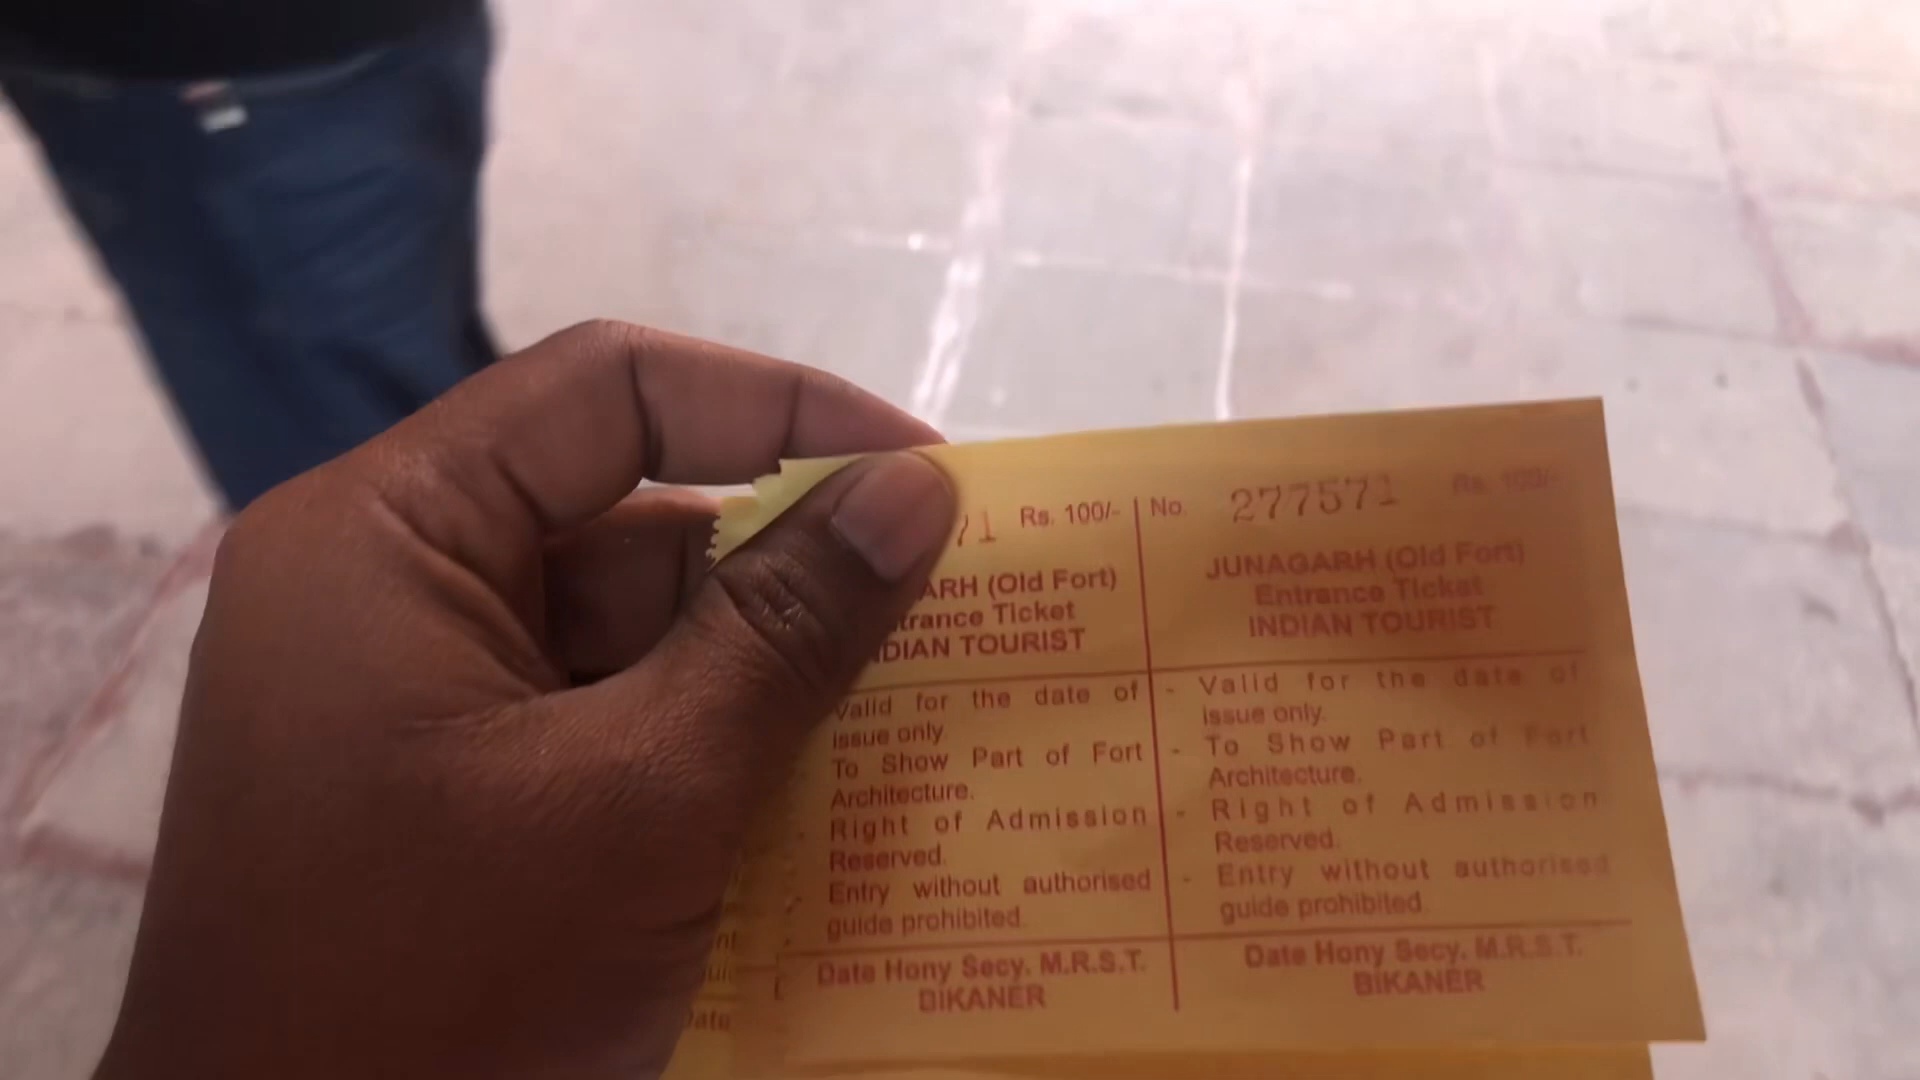 71 Rs. 100/-
ARH (Old Fort)
trance Ticket
DIAN TOURIST
Valid for the date of
issue only
To Show Part of Fort
Architecture.
- Right of Admission
Reserved.
- Entry without authorised
guide prohibited.
Date Hony Secy. M.R.S.T.
BIKANER
No. 277571 Rs. 100/-
JUNAGARH (Old Fort)
Entrance Ticket
INDIAN TOURIST
- Valid for the date of
issue only.
- To Show Part of Fort
Architecture.
- Right of Admission
Reserved.
- Entry without authorised
guide prohibited.
Date Hony Secy. M.R.S.T.
BIKANER